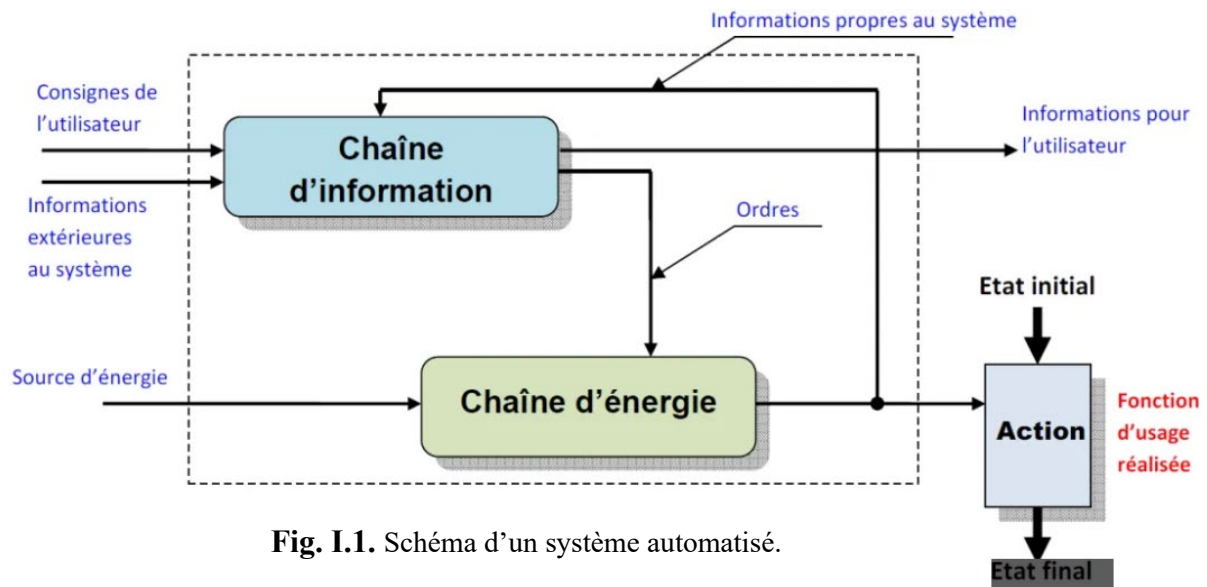 Informations propres au système
Consignes de
l'utilisateur
Informations pour
l'utilisateur
Chaîne
d'information
Informations
extérieures
au système
Ordres
Etat initial
Source d'énergie
Chaîne d'énergie
Action
Fonction
d'usage
réalisée
Fig. I.1. Schéma d'un système automatisé.
Etat final